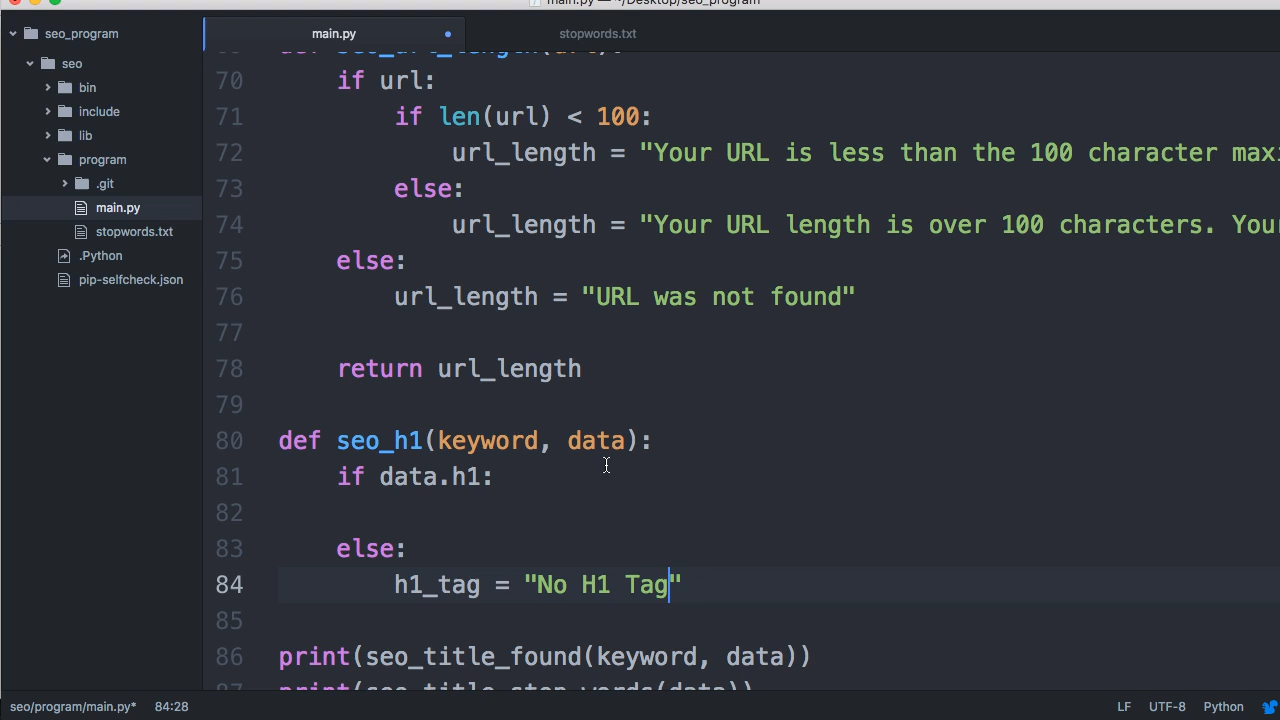 main.py — ~/Desktop/seo_program
seo_program
main.py
stopwords.txt
seo
bin
include
lib
program
.git
main.py
stopwords.txt
.Python
pip-selfcheck.json
70 if url:
71 if len(url) < 100:
72 url_length = "Your URL is less than the 100 character
73 else:
74 url_length = "Your URL length is over 100 characters.
75 else:
76 url_length = "URL was not found"
77
78 return url_length
79
80 def seo_h1(keyword, data):
81 if data.h1:
82
83 else:
84 h1_tag = "No H1 Tag"
85
86 print(seo_title_found(keyword, data))
print(seo_title_stop_words(data))
seo/program/main.py* 84:28
LF UTF-8 Python